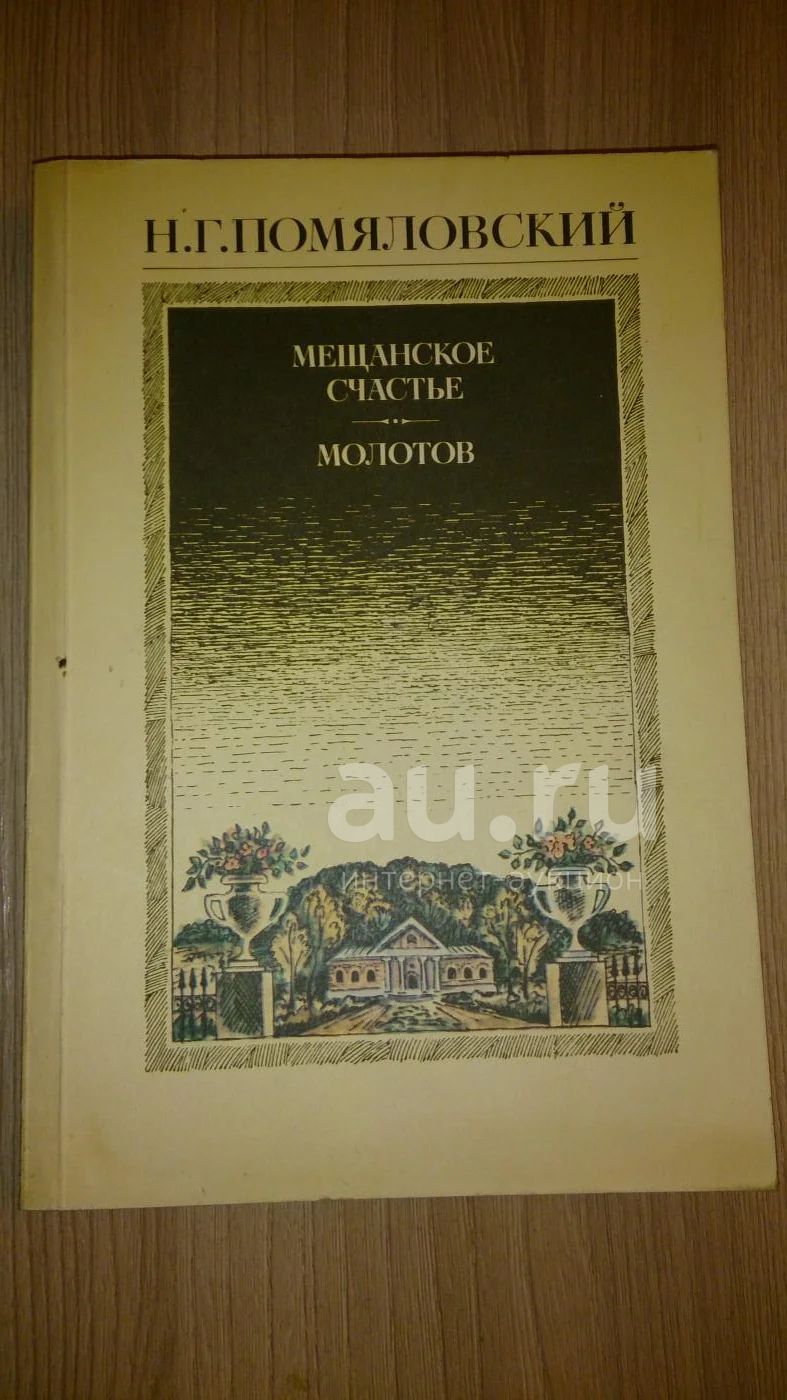 Н.Г.ПОМЯЛОВСКИЙ
МЕЩАНСКОЕ
СЧАСТЬЕ
МОЛОТОВ
au.ru
интернет-аукцион